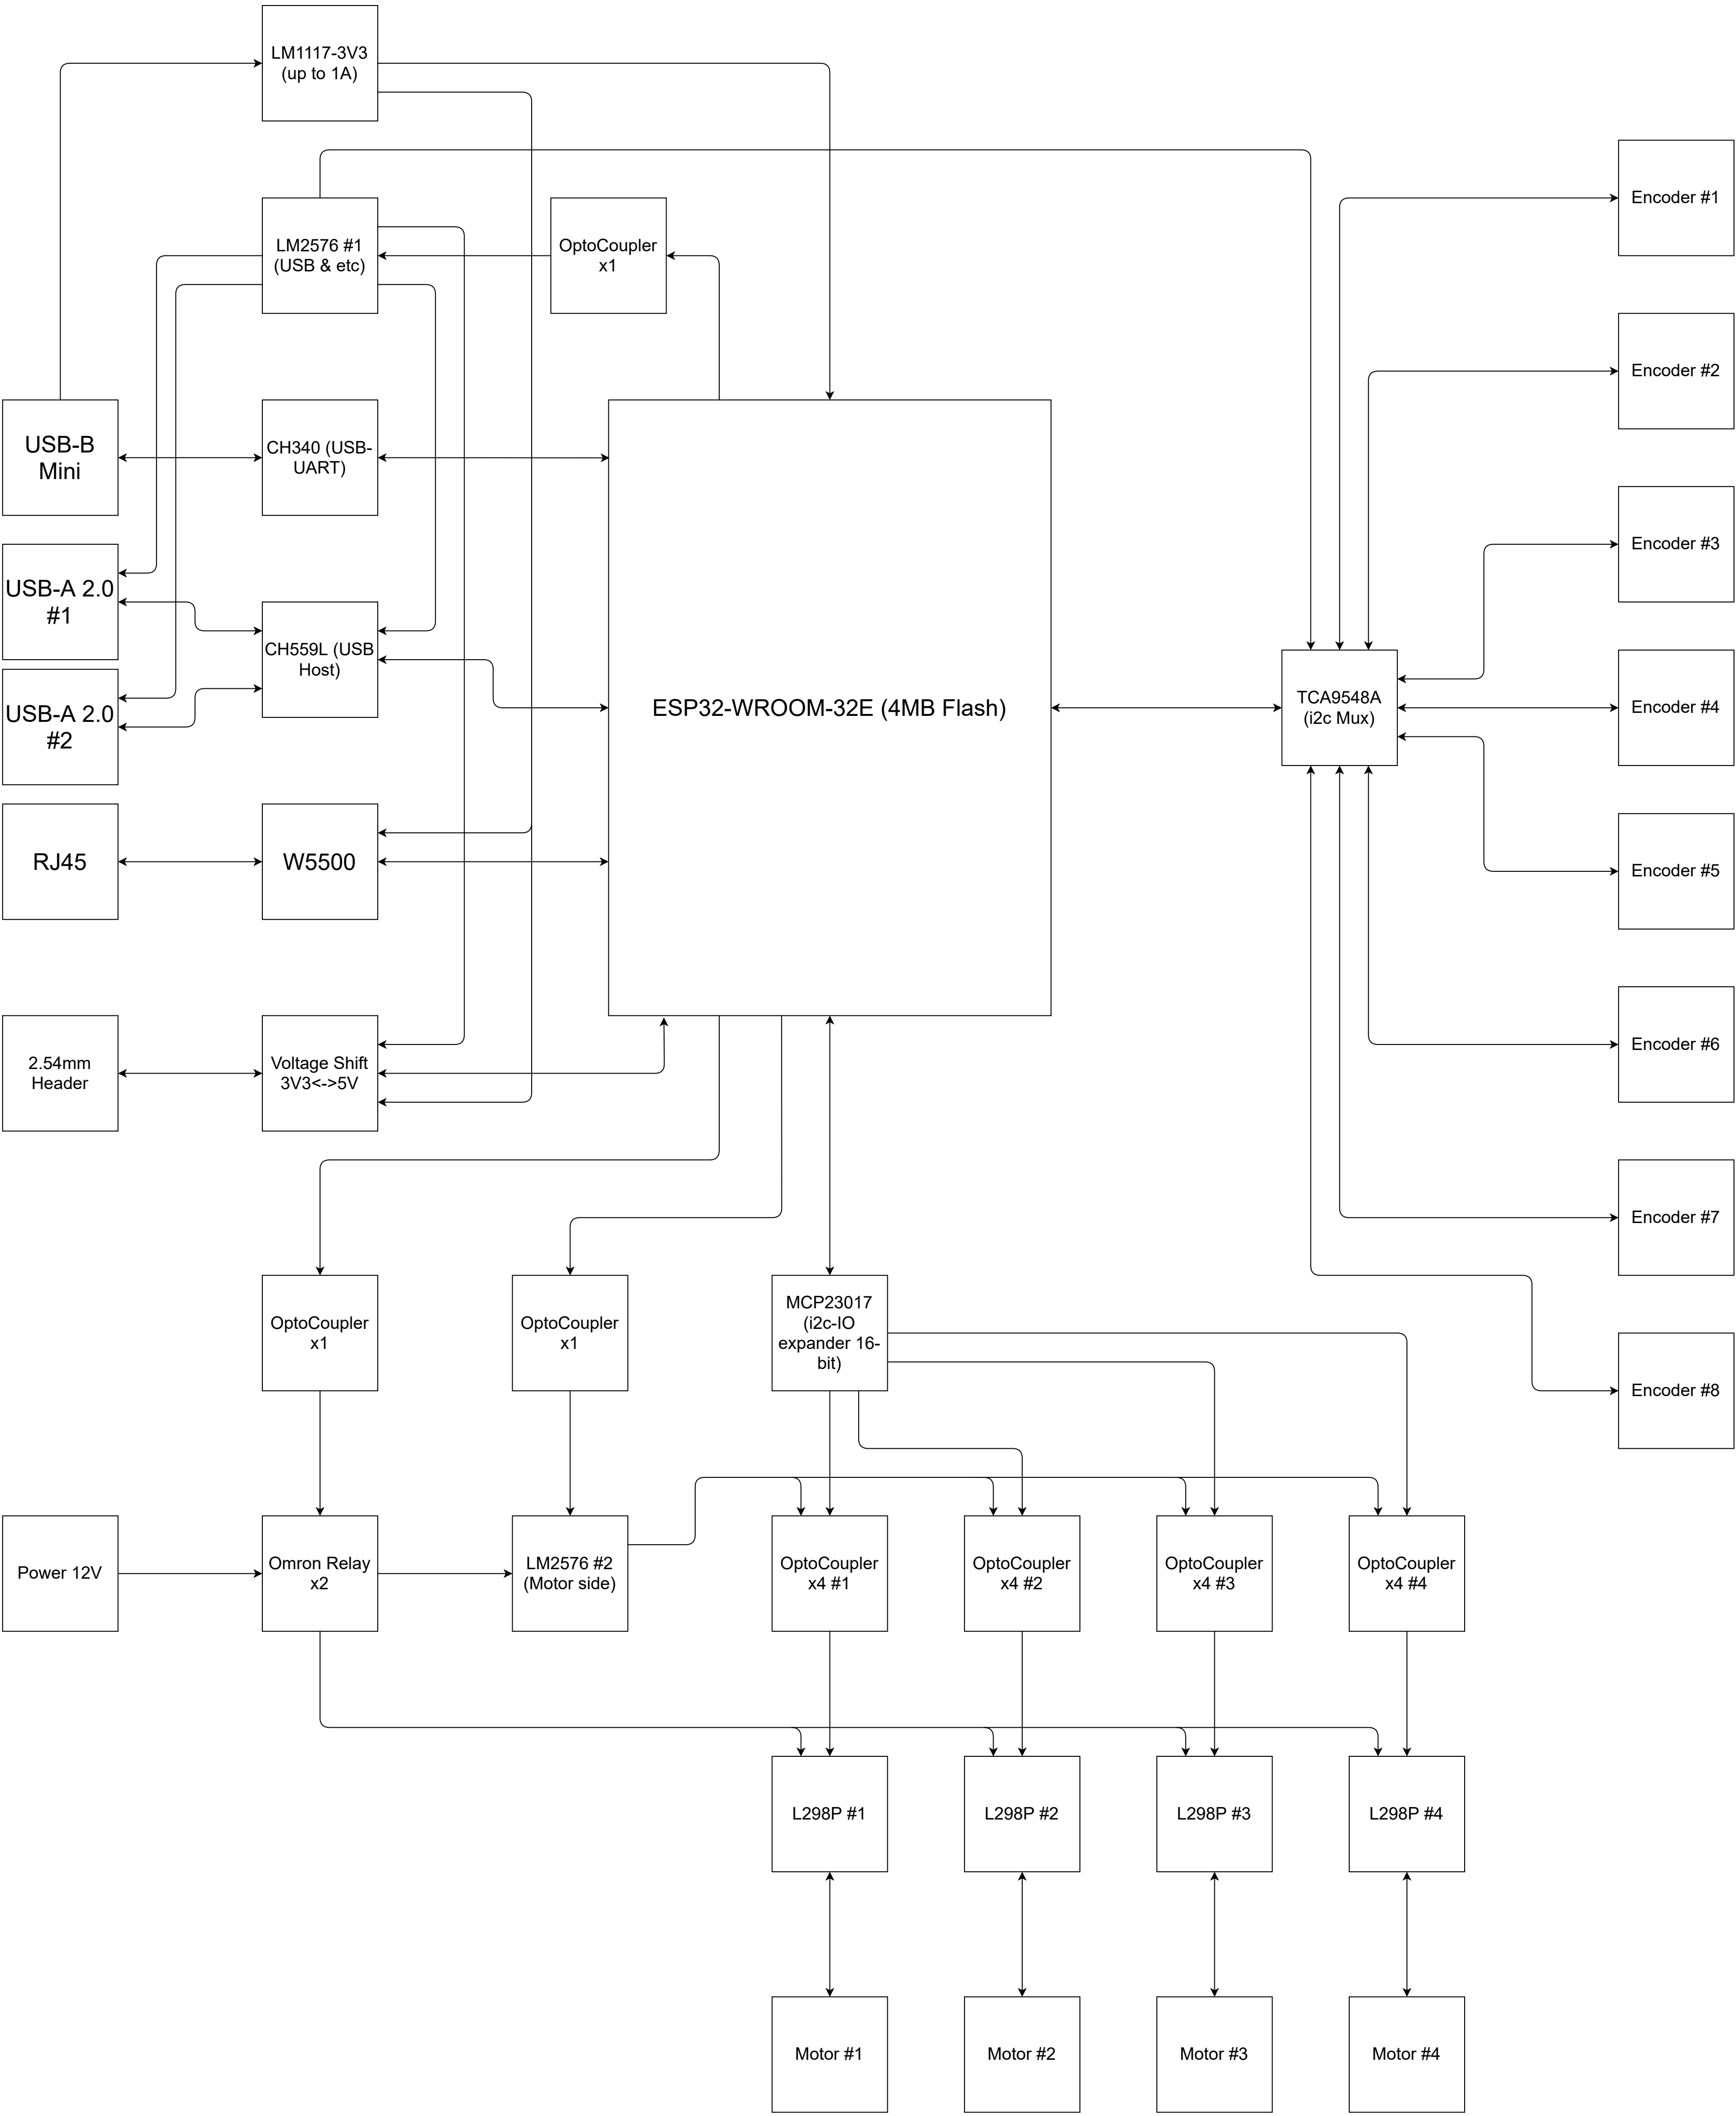 LM1117-3V3
(up to 1A)
LM2576 #1
(USB & etc)
OptoCoupler
x1
Encoder #1
Encoder #2
USB-B
Mini
CH340 (USB-
UART)
Encoder #3
USB-A 2.0
#1
CH559L (USB
Host)
USB-A 2.0
#2
ESP32-WROOM-32E (4MB Flash)
TCA9548A
(i2c Mux)
Encoder #4
RJ45
W5500
Encoder #5
2.54mm
Header
Voltage Shift
3V3<->5V
Encoder #6
Encoder #7
OptoCoupler
x1
OptoCoupler
x1
MCP23017
(i2c-IO
expander 16-
bit)
Encoder #8
Power 12V
Omron Relay
x2
LM2576 #2
(Motor side)
OptoCoupler
x4 #1
OptoCoupler
x4 #2
OptoCoupler
x4 #3
OptoCoupler
x4 #4
L298P #1
L298P #2
L298P #3
L298P #4
Motor #1
Motor #2
Motor #3
Motor #4